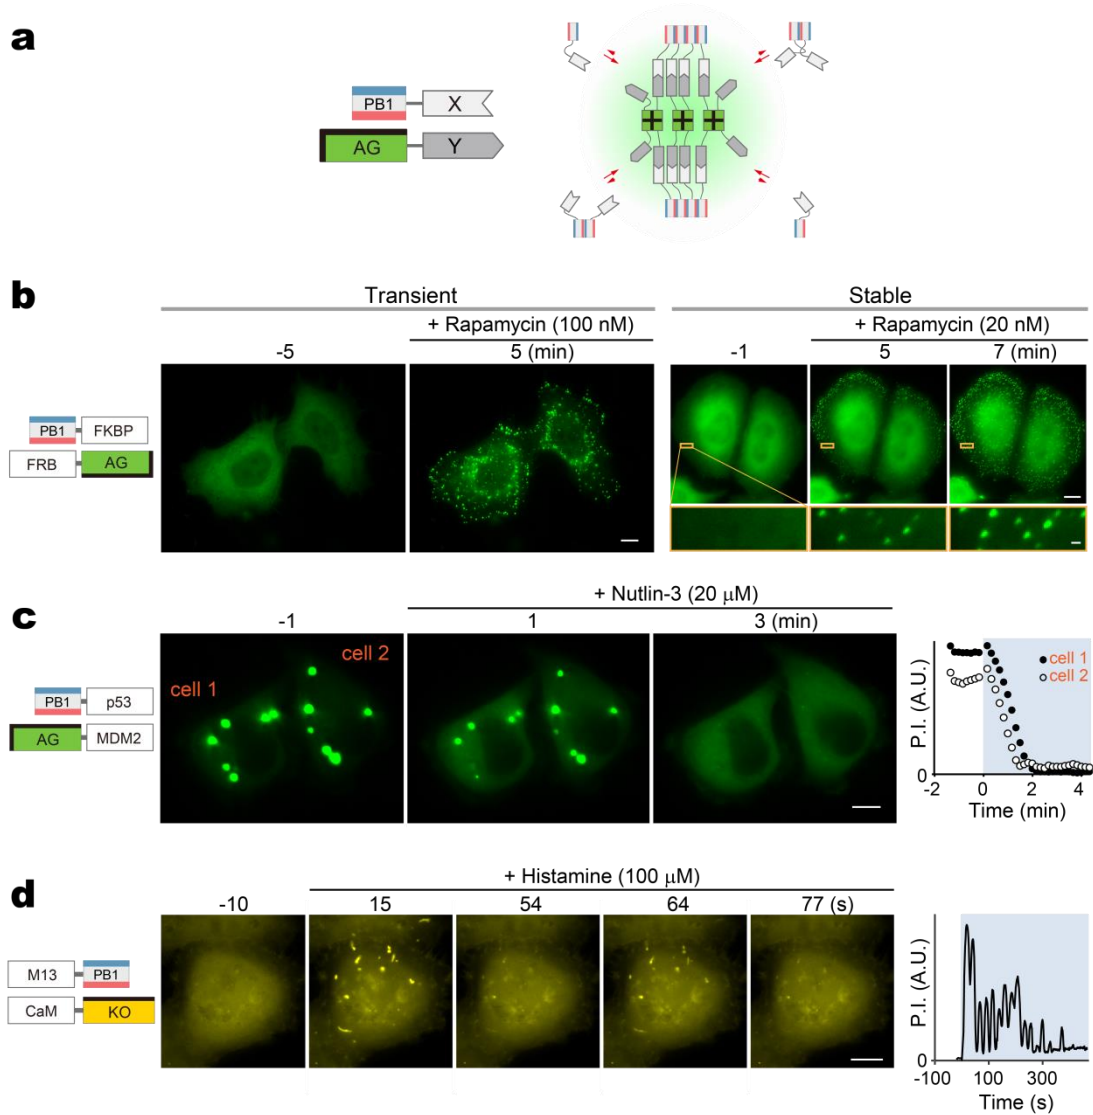 a
PB1 X
AG Y
b
Transient Stable
+ Rapamycin (100 nM) + Rapamycin (20 nM)
-5 5 (min) -1 5 7 (min)
PB1 FKBP
FRB AG
c
+ Nutlin-3 (20 μM)
-1 1 3 (min)
cell 1
cell 2
PB1 p53
AG MDM2
P.I. (A.U.)
cell 1
cell 2
0
-2 0 2 4
Time (min)
d
+ Histamine (100 μM)
-10 15 54 64 77 (s)
M13 PB1
CaM KO
P.I. (A.U.)
0
-100 100 300
Time (s)